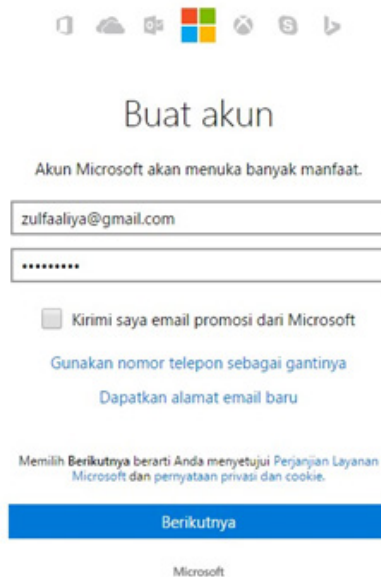 Buat akun
Akun Microsoft akan menuka banyak manfaat.
zulfaaliya@gmail.com
•••••••••
Kirimi saya email promosi dari Microsoft
Gunakan nomor telepon sebagai gantinya
Dapatkan alamat email baru
Memilih Berikutnya berarti Anda menyetujui Perjanjian Layanan
Microsoft dan pernyataan privasi dan cookie.
Berikutnya
Microsoft